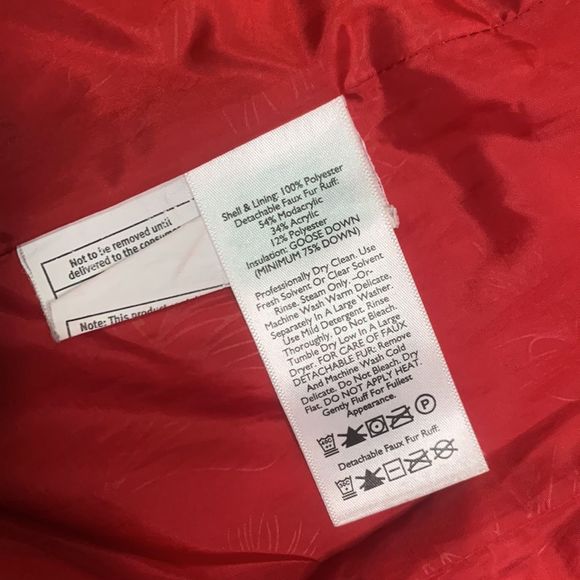 Not to be removed until
delivered to the consumer
Note: This
Shell & Lining: 100% Polyester
Detachable Faux Fur Ruff:
54% Modacrylic
34% Acrylic
12% Polyester
Insulation: GOOSE DOWN
(MINIMUM 75% DOWN)
Professionally Dry Clean. Use
Fresh Solvent Or Clear Solvent
Rinse. Steam Only. -Or-
Machine Wash Warm Delicate,
Separately In A Large Washer.
Use Mild Detergent. Rinse
Thoroughly. Do Not Bleach.
Tumble Dry Low In A Large
Dryer. FOR CARE OF FAUX
DETACHABLE FUR: Remove
And Machine Wash Cold
Delicate. Do Not Bleach. Dry
Flat. DO NOT APPLY HEAT.
Gently Fluff For Fullest
Appearance.
40C P
Detachable Faux Fur Ruff:
30C